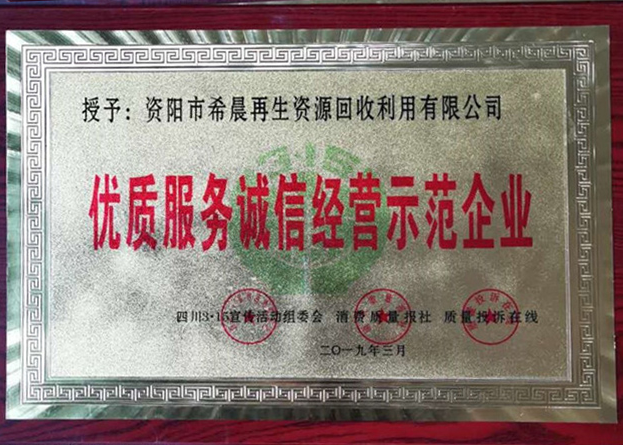 授予：资阳市希晨再生资源回收利用有限公司
3·15
优质服务诚信经营示范企业
四川3·15宣传活动组委会 消费质量报社 质量投诉在线
二〇一九年三月